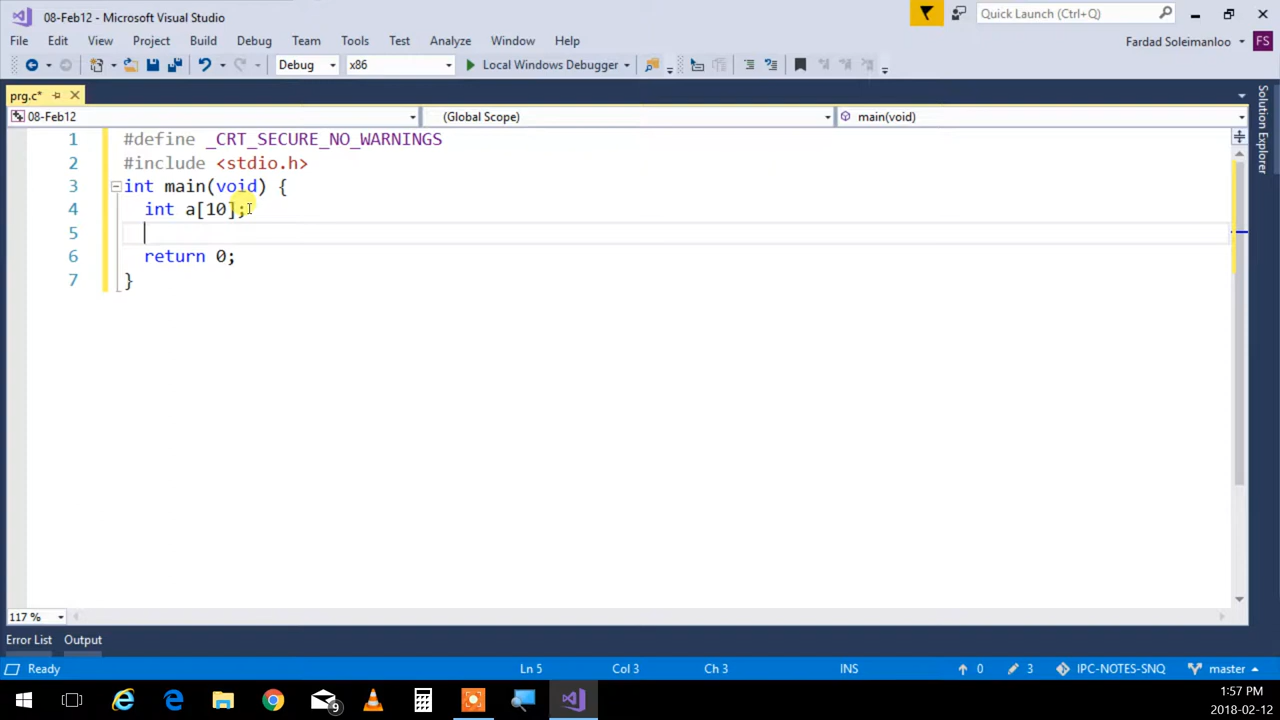 08-Feb12 - Microsoft Visual Studio
Quick Launch (Ctrl+Q)
File Edit View Project Build Debug Team Tools Test Analyze Window Help
Fardad Soleimanloo FS
Debug x86 Local Windows Debugger
prg.c*
08-Feb12 (Global Scope) main(void)
Solution Explorer
1 #define _CRT_SECURE_NO_WARNINGS
2 #include <stdio.h>
3 int main(void) {
4 int a[10];
5
6 return 0;
7 }
117 %
Error List Output
Ready Ln 5 Col 3 Ch 3 INS 0 3 IPC-NOTES-SNQ master
9
1:57 PM
2018-02-12